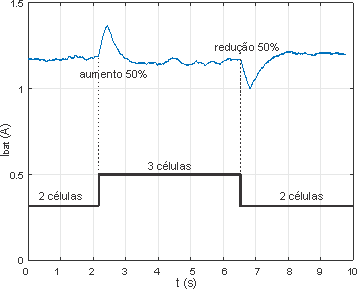 1.5
redução 50%
aumento 50%
1
I_bat (A)
0.5
3 células
2 células
2 células
0
0 1 2 3 4 5 6 7 8 9 10
t (s)